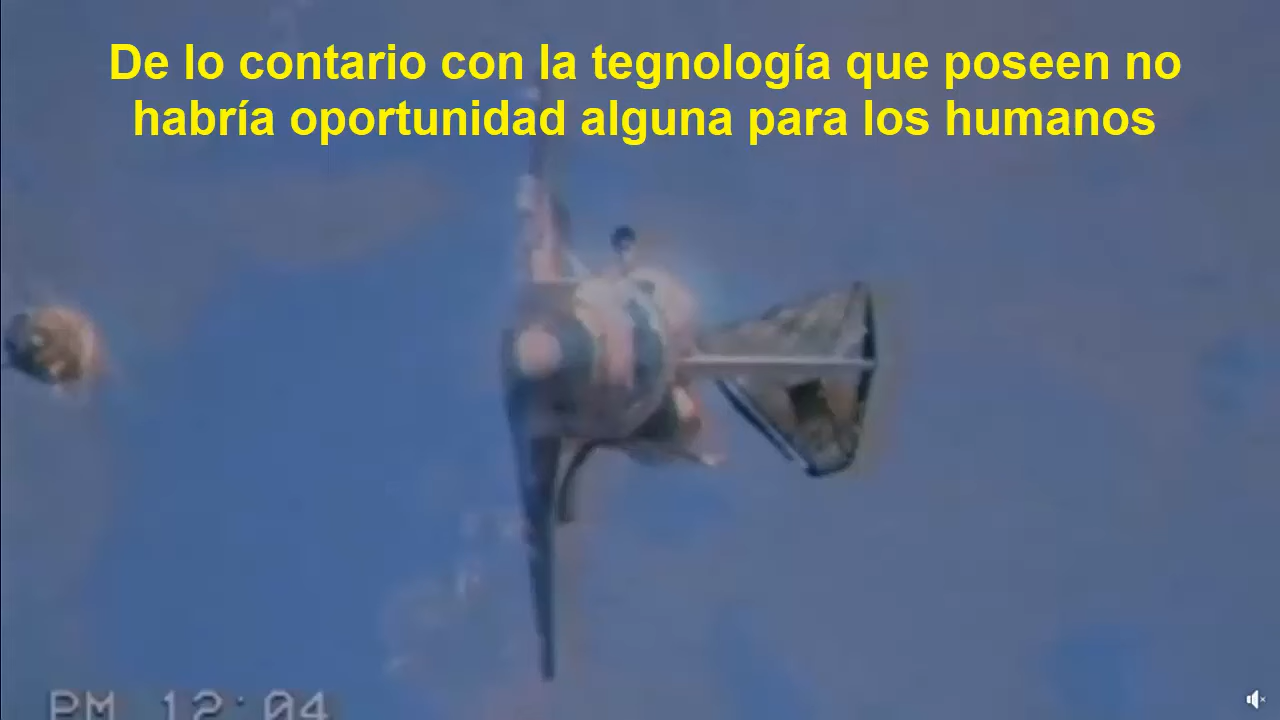 De lo contario con la tegnología que poseen no
habría oportunidad alguna para los humanos
PM 12:04